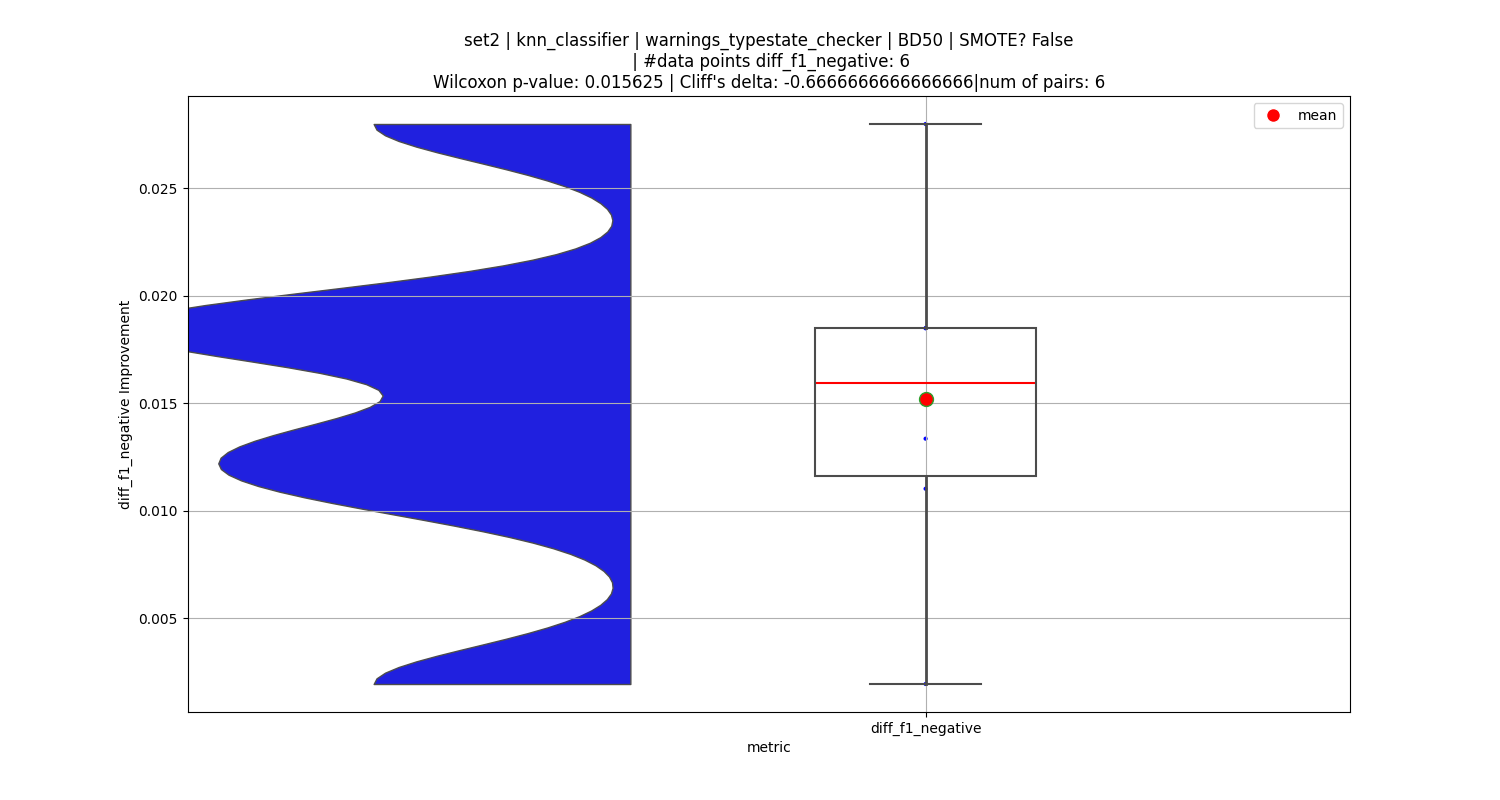 set2 | knn_classifier | warnings_typestate_checker | BD50 | SMOTE? False
| #data points diff_f1_negative: 6
Wilcoxon p-value: 0.015625 | Cliff's delta: -0.6666666666666666|num of pairs: 6
mean
0.025
0.020
0.015
0.010
0.005
diff_f1_negative Improvement
diff_f1_negative
metric